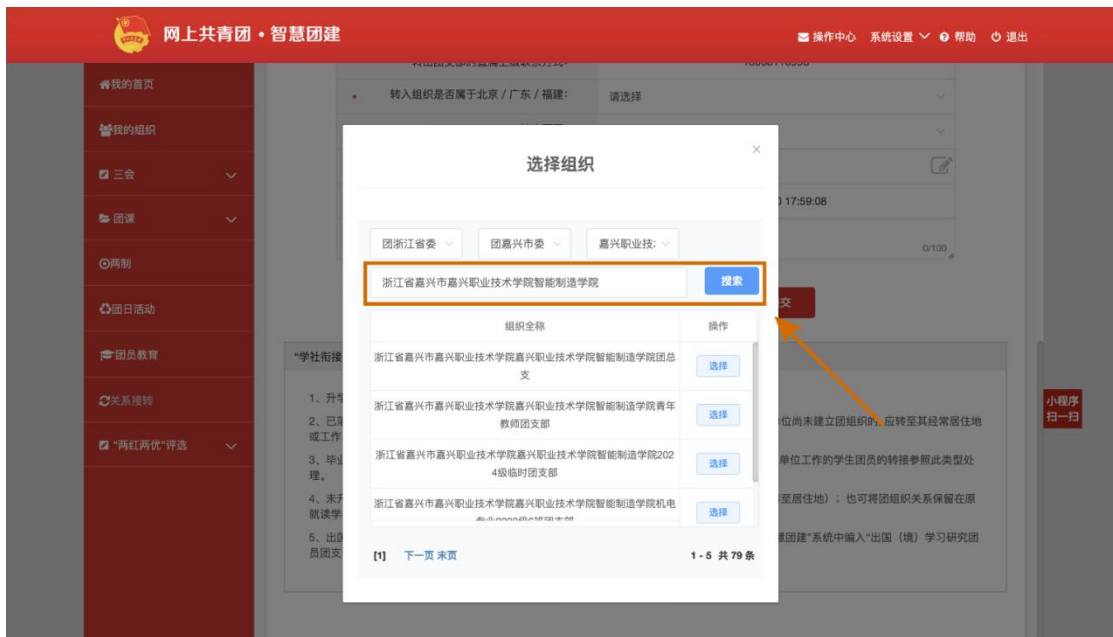 网上共青团·智慧团建
操作中心 系统设置 帮助 退出
我的首页
转入组织是否属于北京/广东/福建： 请选择
我的组织
三会
团课
17:59:08
两制
0/100
团日活动
交
团员教育
"学社衔接
关系接转
1、升学
2、已落
位尚未建立团组织的，应转至其经常居住地
或工作
"两红两优"评选
3、毕业
单位工作的学生团员的转接参照此类型处
理。
4、未升
至居住地）；也可将团组织关系保留在原
就读学
5、出国
慧团建"系统中编入"出国（境）学习研究团
员团支
小程序
扫一扫
选择组织
×
团浙江省委 团嘉兴市委 嘉兴职业技
浙江省嘉兴市嘉兴职业技术学院智能制造学院 搜索
组织全称 操作
浙江省嘉兴市嘉兴职业技术学院嘉兴职业技术学院智能制造学院团总
支
选择
浙江省嘉兴市嘉兴职业技术学院嘉兴职业技术学院智能制造学院青年
教师团支部
选择
浙江省嘉兴市嘉兴职业技术学院嘉兴职业技术学院智能制造学院202
4级临时团支部
选择
浙江省嘉兴市嘉兴职业技术学院嘉兴职业技术学院智能制造学院机电
选择
[1] 下一页 末页 1-5 共79条